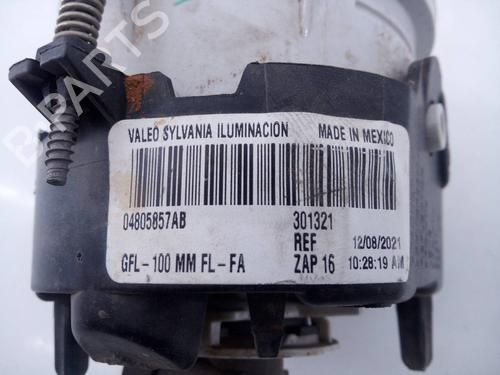 B-PARTS
VALEO SYLVANIA ILUMINACION MADE IN MEXICO
04805857AB 301321
REF 12/08/2021
GFL-100 MM FL-FA ZAP 16 10:28:19 AM